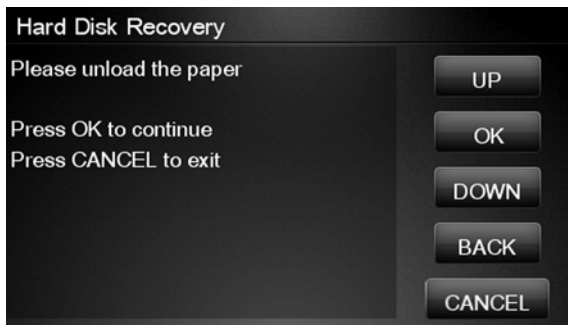 Hard Disk Recovery
Please unload the paper
Press OK to continue
Press CANCEL to exit
UP
OK
DOWN
BACK
CANCEL